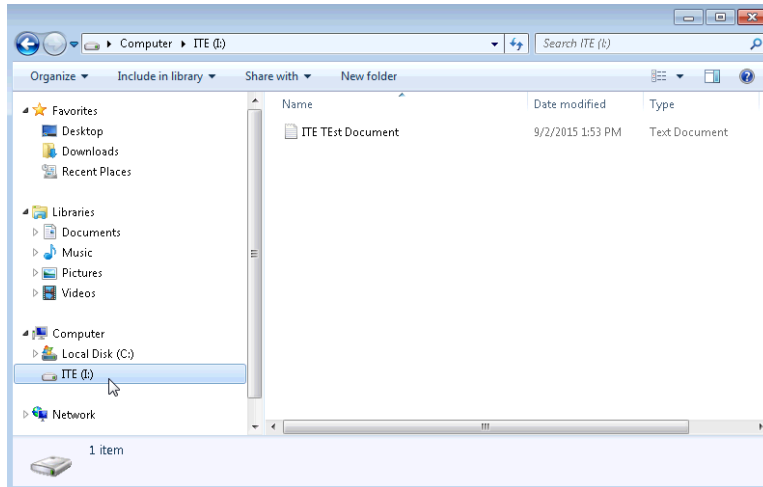 Computer ▸ ITE (I:)
Search ITE (I:)
Organize Include in library Share with New folder
Favorites
Desktop
Downloads
Recent Places
Libraries
Documents
Music
Pictures
Videos
Computer
Local Disk (C:)
ITE (I:)
Network
Name Date modified Type
ITE TEst Document 9/2/2015 1:53 PM Text Document
1 item